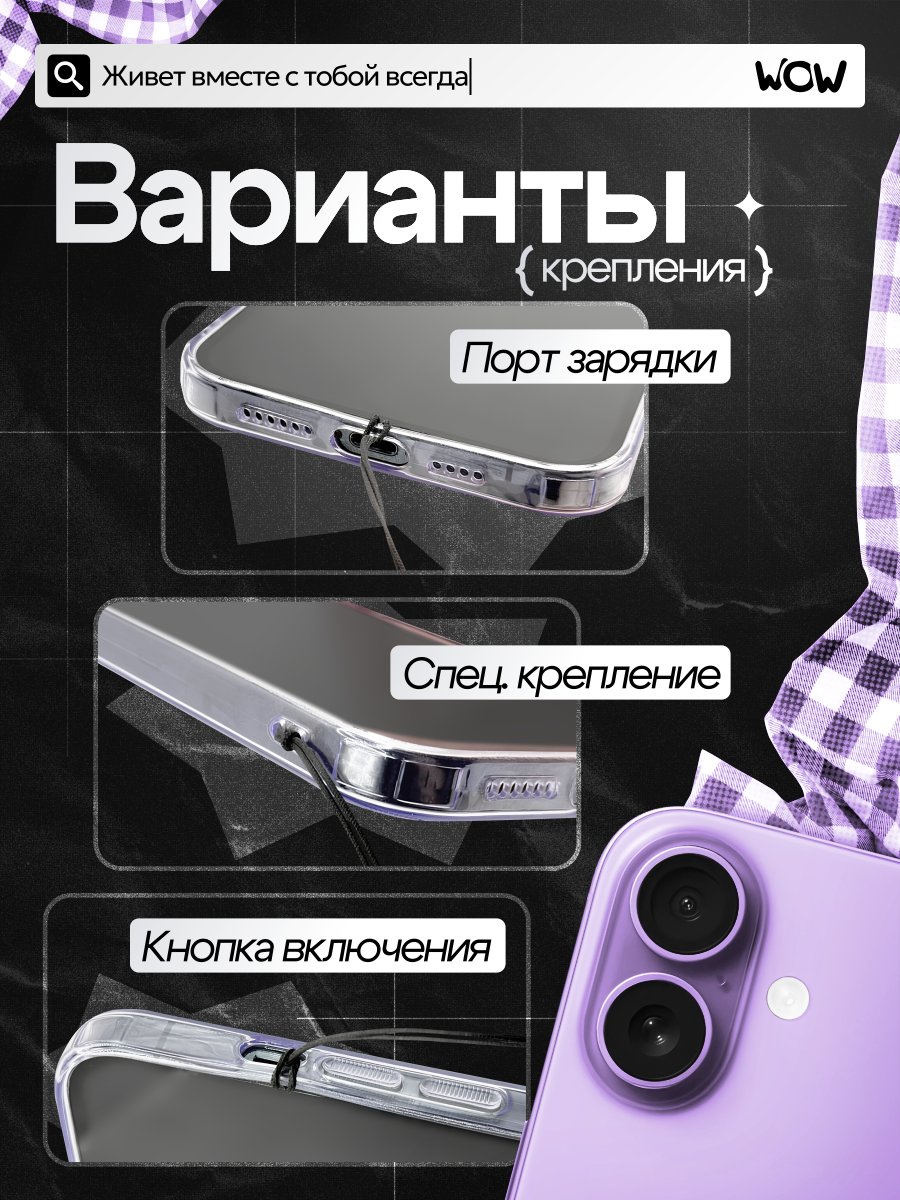 Живет вместе с тобой всегда
WOW
Варианты
{ крепления }
Порт зарядки
Спец. крепление
Кнопка включения